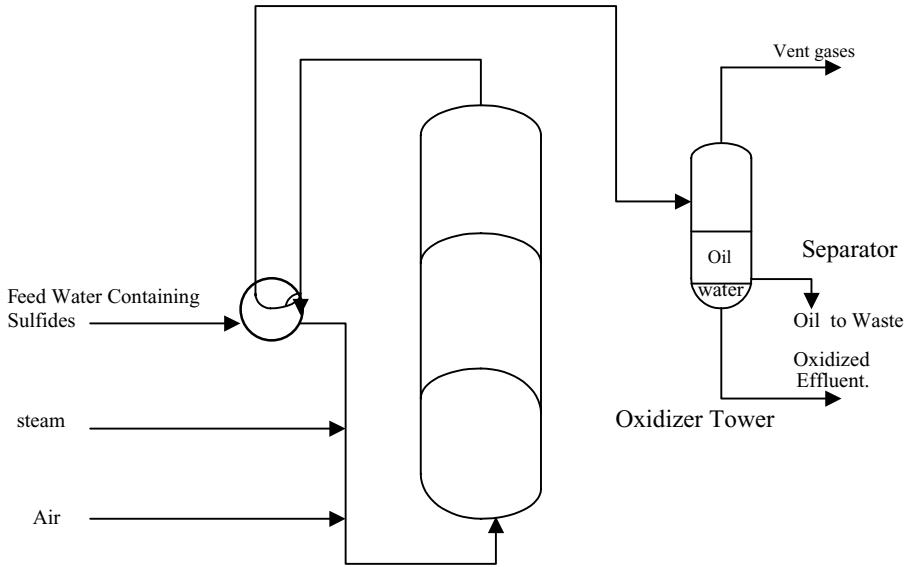 Vent gases
Oil
Separator
water
Feed Water Containing
Sulfides
Oil to Waste
Oxidized
Effluent.
Oxidizer Tower
steam
Air